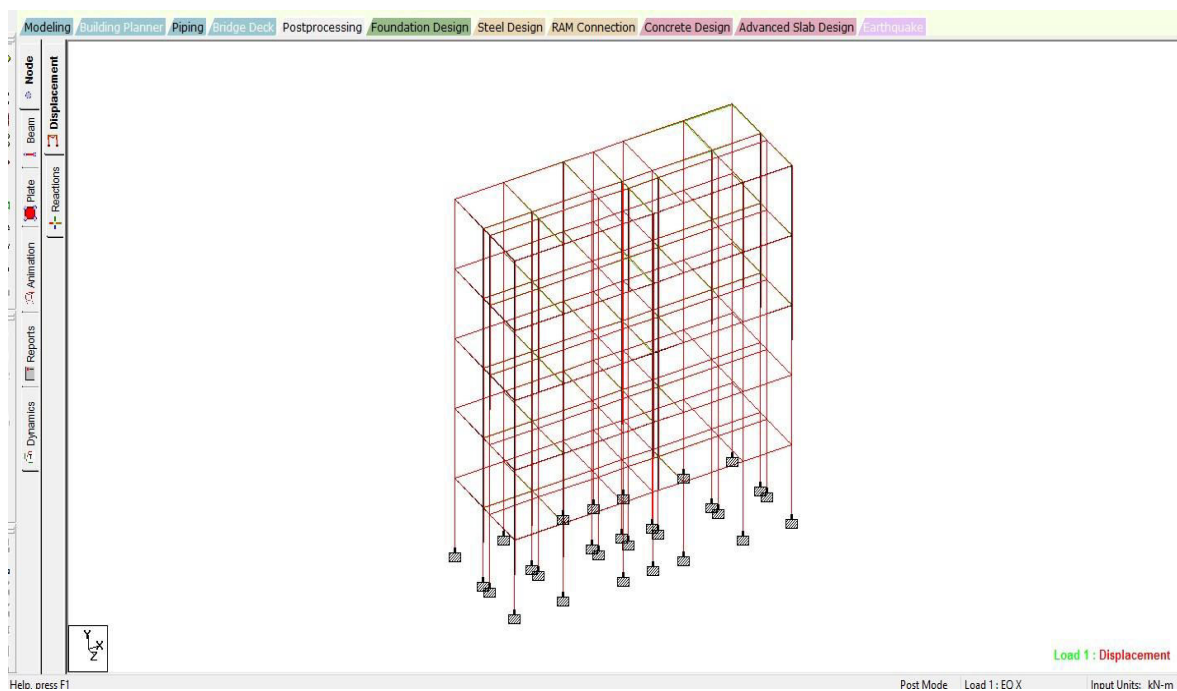 Modeling Building Planner Piping Bridge Deck Postprocessing Foundation Design Steel Design RAM Connection Concrete Design Advanced Slab Design Earthquake
Node
Beam
Plate
Animation
Reports
Dynamics
Displacement
Reactions
Y
X
Z
Load 1 : Displacement
Help, press F1
Post Mode Load 1 : EQ X Input Units: kN-m